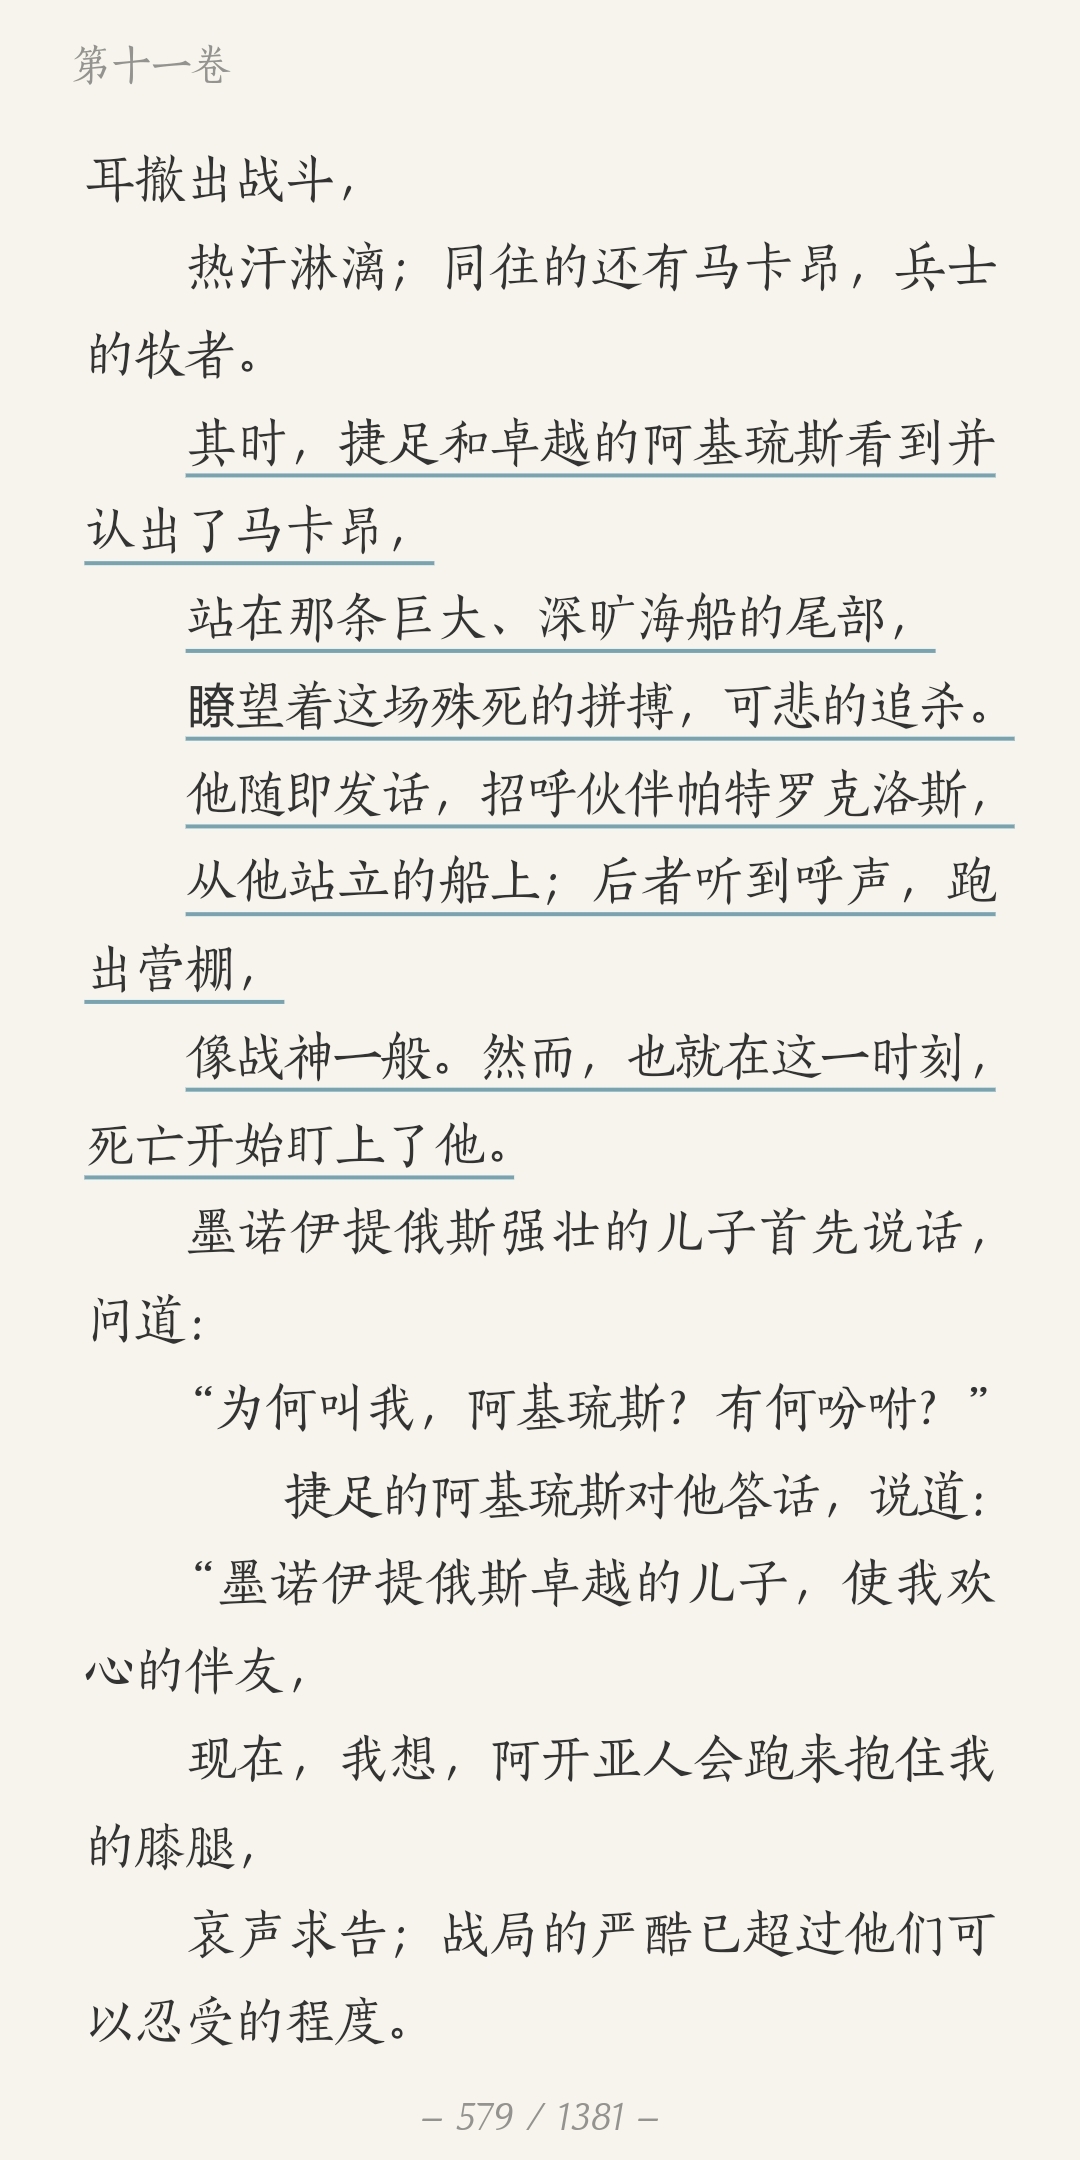 第十一卷
耳撤出战斗，
热汗淋漓；同往的还有马卡昂，兵士
的牧者。
其时，捷足和卓越的阿基琉斯看到并
认出了马卡昂，
站在那条巨大、深旷海船的尾部，
瞭望着这场殊死的拼搏，可悲的追杀。
他随即发话，招呼伙伴帕特罗克洛斯，
从他站立的船上；后者听到呼声，跑
出营棚，
像战神一般。然而，也就在这一时刻，
死亡开始盯上了他。
墨诺伊提俄斯强壮的儿子首先说话，
问道：
“为何叫我，阿基琉斯？有何吩咐？”
捷足的阿基琉斯对他答话，说道：
“墨诺伊提俄斯卓越的儿子，使我欢
心的伴友，
现在，我想，阿开亚人会跑来抱住我
的膝腿，
哀声求告；战局的严酷已超过他们可
以忍受的程度。
– 579 / 1381 –